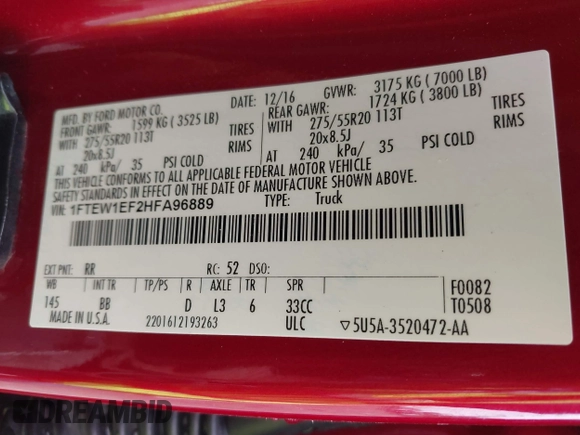 MFD. BY FORD MOTOR CO. DATE: 12/16 GVWR: 3175 KG ( 7000 LB)
FRONT GAWR: 1599 KG ( 3525 LB) REAR GAWR: 1724 KG ( 3800 LB)
WITH 275/55R20 113T TIRES WITH 275/55R20 113T TIRES
20x8.5J RIMS 20x8.5J RIMS
AT 240 kPa/ 35 PSI COLD AT 240 kPa/ 35 PSI COLD
THIS VEHICLE CONFORMS TO ALL APPLICABLE FEDERAL MOTOR VEHICLE
SAFETY STANDARDS IN EFFECT ON THE DATE OF MANUFACTURE SHOWN ABOVE.
VIN: 1FTEW1EF2HFA96889 TYPE: Truck
EXT PNT: RR RC: 52 DSO:
WB INT TR TP/PS R AXLE TR SPR F0082
145 BB D L3 6 33CC T0508
MADE IN U.S.A. 2201612193263 ULC ▽5U5A-3520472-AA
DREAMBID